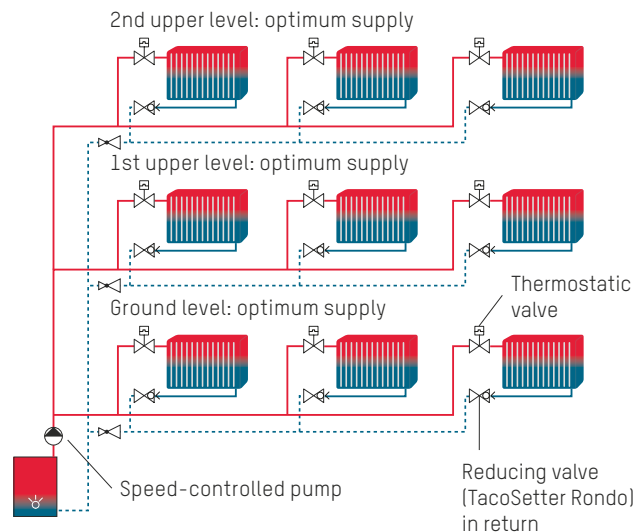 2nd upper level: optimum supply
1st upper level: optimum supply
Ground level: optimum supply
Thermostatic
valve
Speed-controlled pump
Reducing valve
(TacoSetter Rondo)
in return